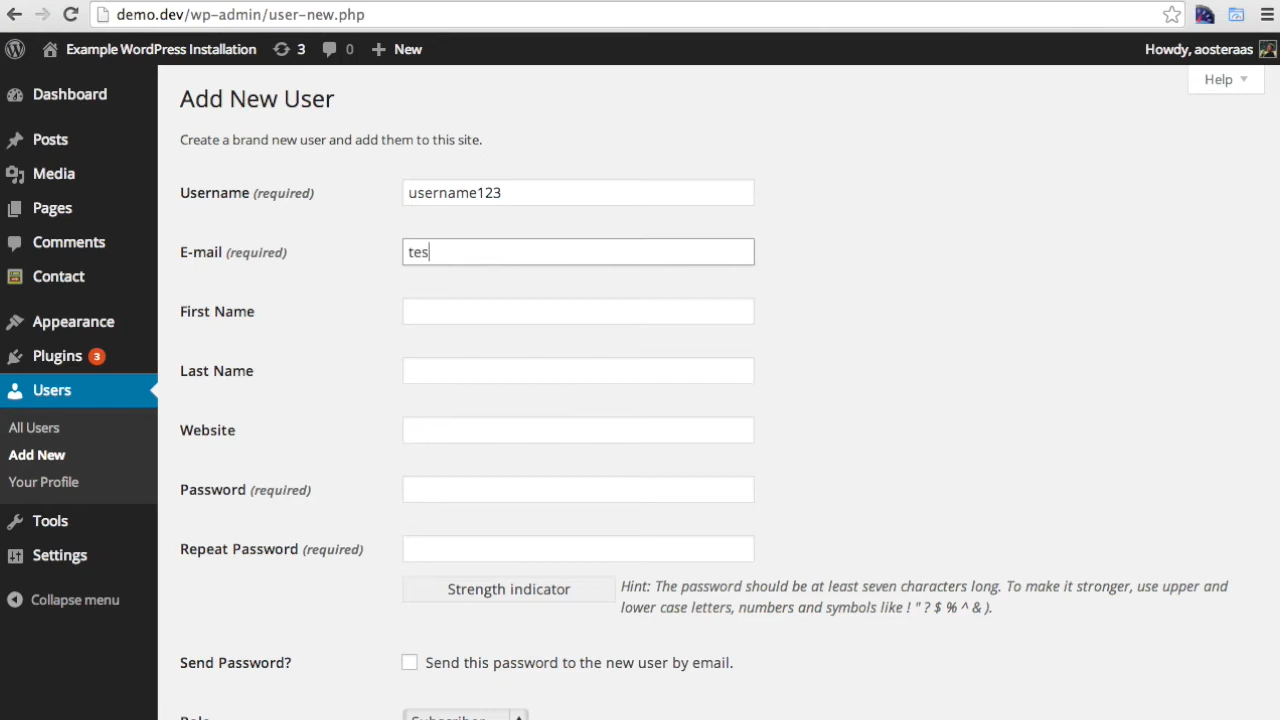 demo.dev/wp-admin/user-new.php
Example WordPress Installation 3 0 New Howdy, aosteraas
Help
Dashboard
Posts
Media
Pages
Comments
Contact
Appearance
Plugins 3
Users
All Users
Add New
Your Profile
Tools
Settings
Collapse menu
Add New User
Create a brand new user and add them to this site.
Username (required) username123
E-mail (required) tes
First Name
Last Name
Website
Password (required)
Repeat Password (required)
Strength indicator
Hint: The password should be at least seven characters long. To make it stronger, use upper and
lower case letters, numbers and symbols like ! " ? $ % ^ & ).
Send Password? Send this password to the new user by email.
Role Subscriber